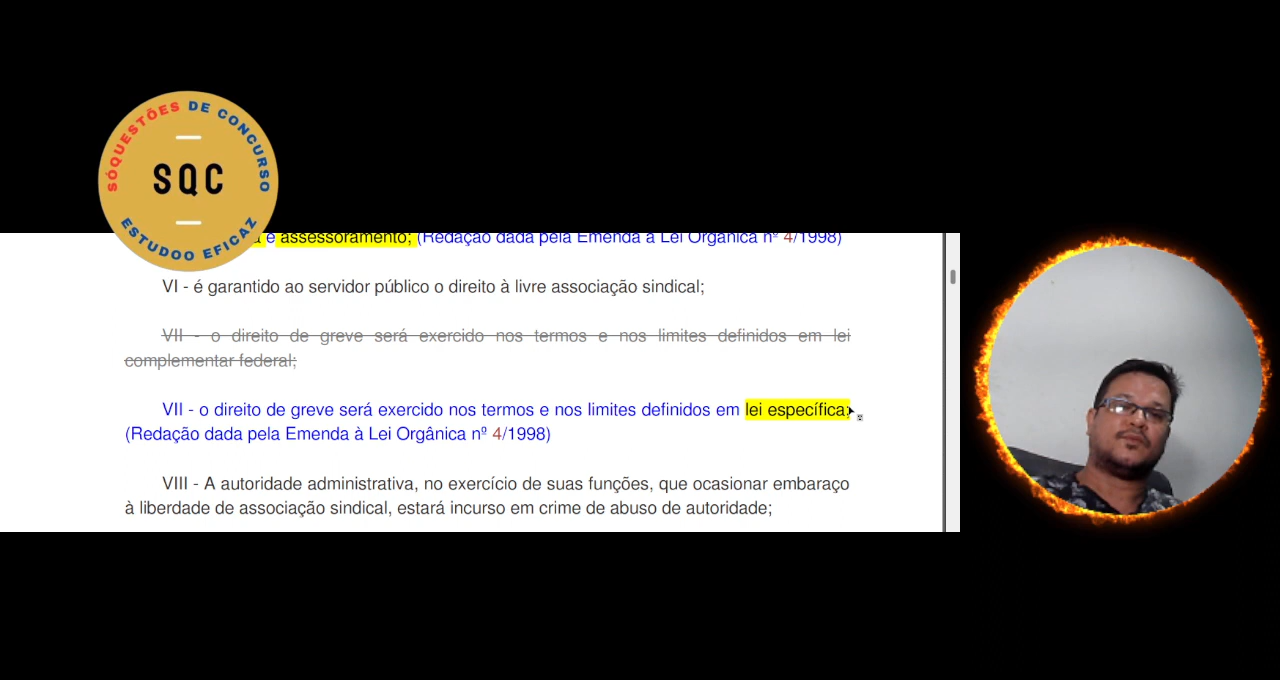 SÓQUESTÕES DE CONCURSO
SQC
ESTUDOO EFICAZ
e assessoramento; (Redação dada pela Emenda à Lei Orgânica nº 4/1998)
VI - é garantido ao servidor público o direito à livre associação sindical;
VII - o direito de greve será exercido nos termos e nos limites definidos em lei
complementar federal;
VII - o direito de greve será exercido nos termos e nos limites definidos em lei específica;
(Redação dada pela Emenda à Lei Orgânica nº 4/1998)
VIII - A autoridade administrativa, no exercício de suas funções, que ocasionar embaraço
à liberdade de associação sindical, estará incurso em crime de abuso de autoridade;